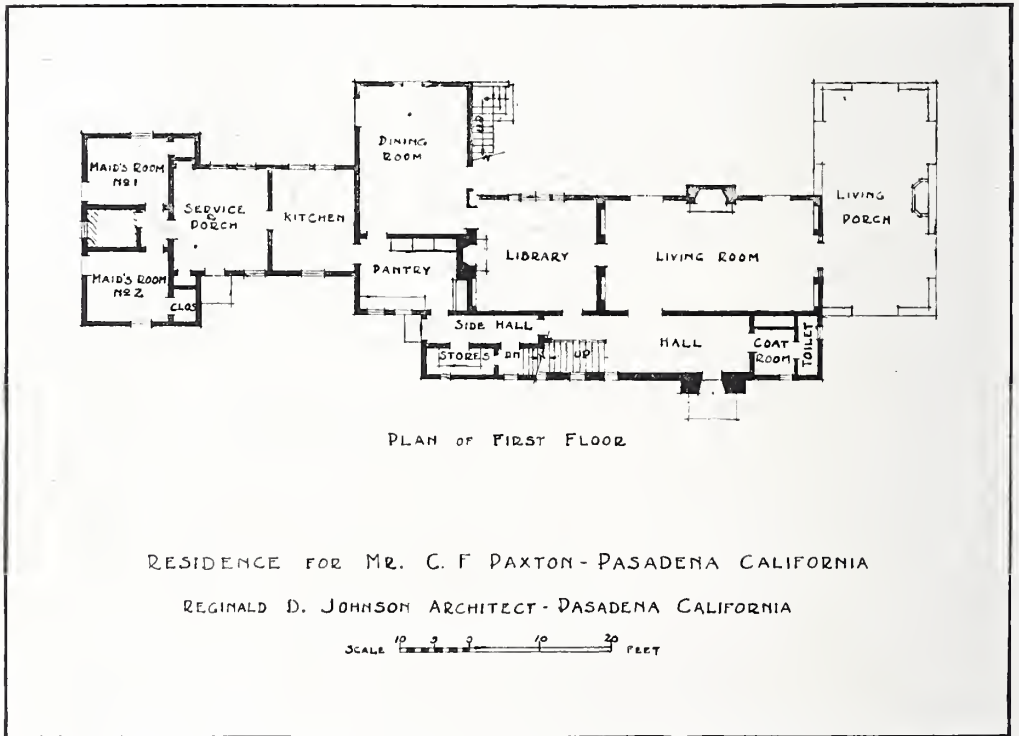 DINING
ROOM
UP
MAID'S ROOM
Nº1
SERVICE
PORCH
KITCHEN
LIVING
PORCH
PANTRY
LIBRARY
LIVING ROOM
MAID'S ROOM
Nº2
CLOS
SIDE HALL
STORES
DN
UP
HALL
COAT
ROOM
TOILET
PLAN OF FIRST FLOOR
RESIDENCE FOR MR. C. F PAXTON - PASADENA CALIFORNIA
REGINALD D. JOHNSON ARCHITECT - PASADENA CALIFORNIA
SCALE 10 5 0 10 20 FEET